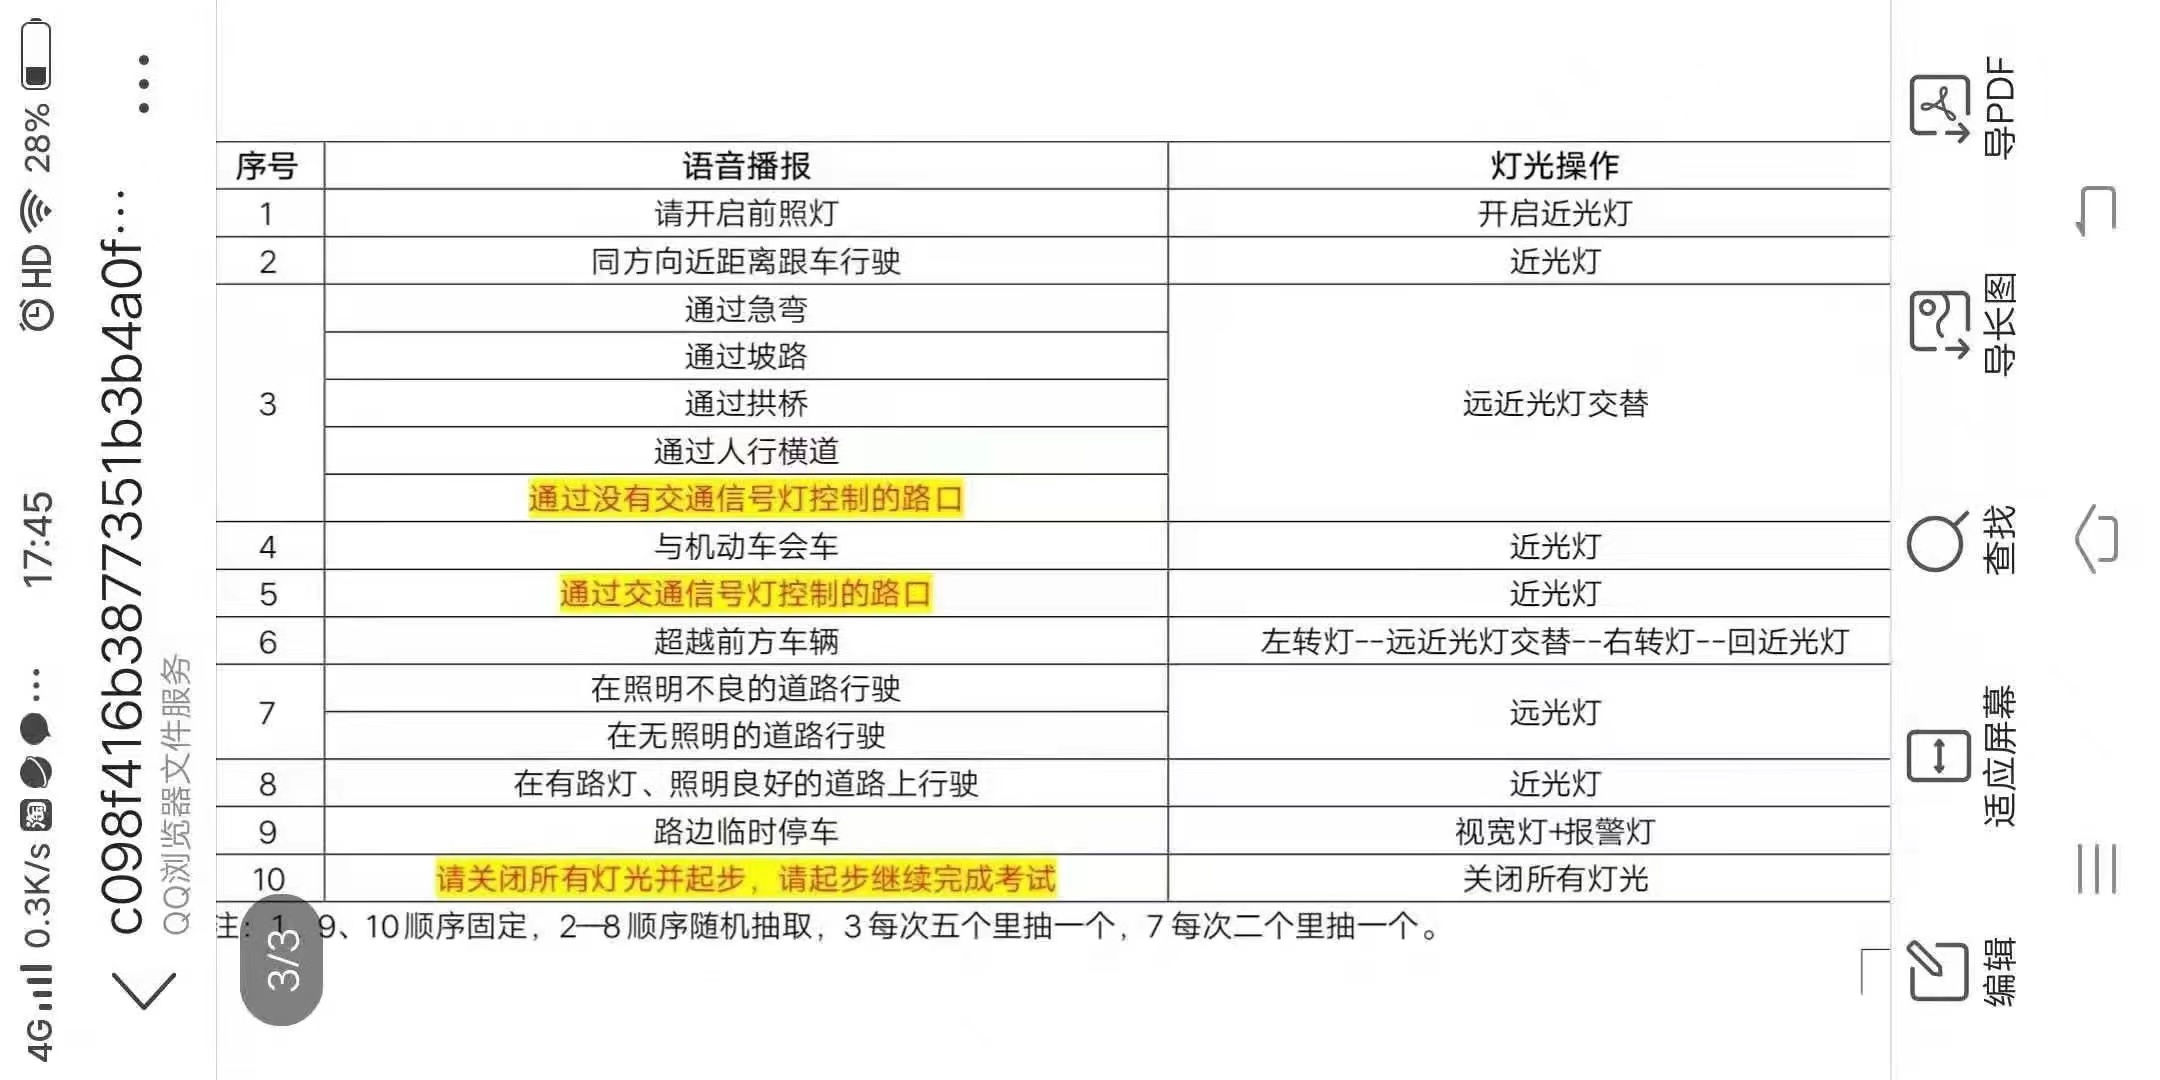 4G 0.3K/s 淘 … 17:45 HD 28%
c098f416b3877351b3b4a0f…
QQ浏览器文件服务
序号 语音播报 灯光操作
1 请开启前照灯 开启近光灯
2 同方向近距离跟车行驶 近光灯
通过急弯
通过坡路
3 通过拱桥 远近光灯交替
通过人行横道
通过没有交通信号灯控制的路口
4 与机动车会车 近光灯
5 通过交通信号灯控制的路口 近光灯
6 超越前方车辆 左转灯--远近光灯交替--右转灯--回近光灯
在照明不良的道路行驶
7 远光灯
在无照明的道路行驶
8 在有路灯、照明良好的道路上行驶 近光灯
9 路边临时停车 视宽灯+报警灯
10 请关闭所有灯光并起步，请起步继续完成考试 关闭所有灯光
注：1、9、10顺序固定，2—8顺序随机抽取，3每次五个里抽一个，7每次二个里抽一个。
3/3
编辑
适应屏幕
查找
导长图
导PDF